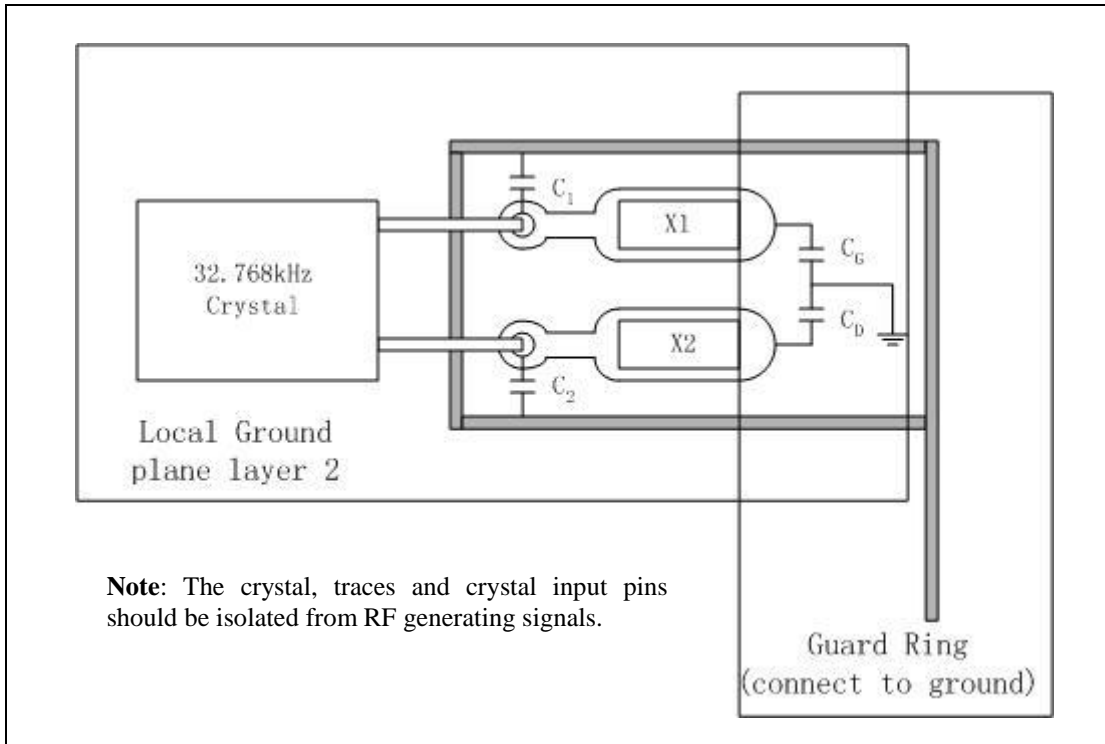 C1
X1
CG
32.768kHz
Crystal
CD
X2
C2
Local Ground
plane layer 2
Note: The crystal, traces and crystal input pins
should be isolated from RF generating signals.
Guard Ring
(connect to ground)